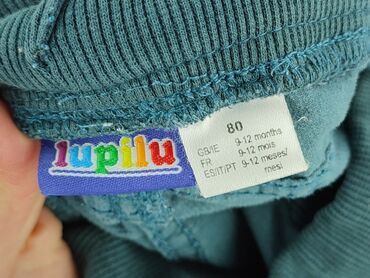 lupilu
80
GB/IE 9-12 months
FR 9-12 mois
ES/IT/PT 9-12 meses/
mesi